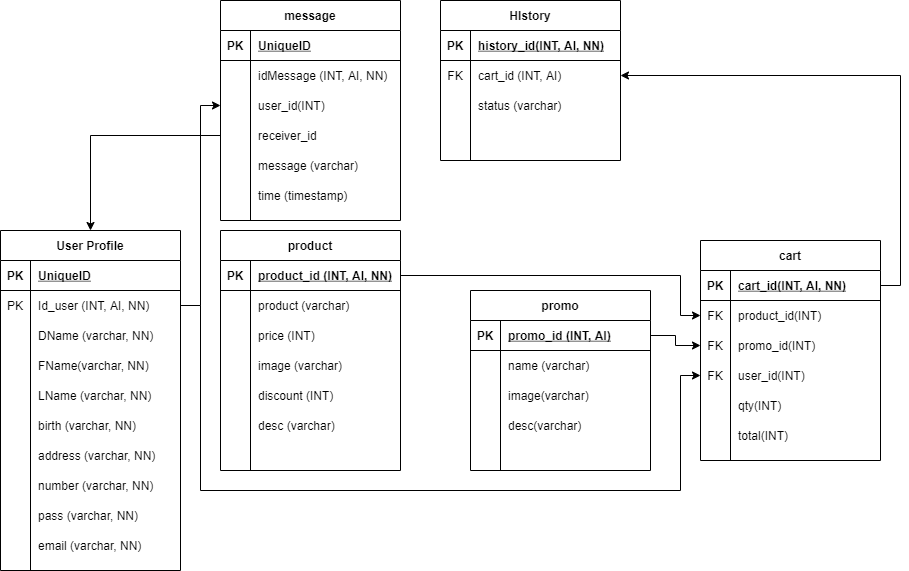 message
PK UniqueID
idMessage (INT, AI, NN)
user_id(INT)
receiver_id
message (varchar)
time (timestamp)
HIstory
PK history_id(INT, AI, NN)
FK cart_id (INT, AI)
status (varchar)
User Profile
PK UniqueID
PK Id_user (INT, AI, NN)
DName (varchar, NN)
FName(varchar, NN)
LName (varchar, NN)
birth (varchar, NN)
address (varchar, NN)
number (varchar, NN)
pass (varchar, NN)
email (varchar, NN)
product
PK product_id (INT, AI, NN)
product (varchar)
price (INT)
image (varchar)
discount (INT)
desc (varchar)
promo
PK promo_id (INT, AI)
name (varchar)
image(varchar)
desc(varchar)
cart
PK cart_id(INT, AI, NN)
FK product_id(INT)
FK promo_id(INT)
FK user_id(INT)
qty(INT)
total(INT)